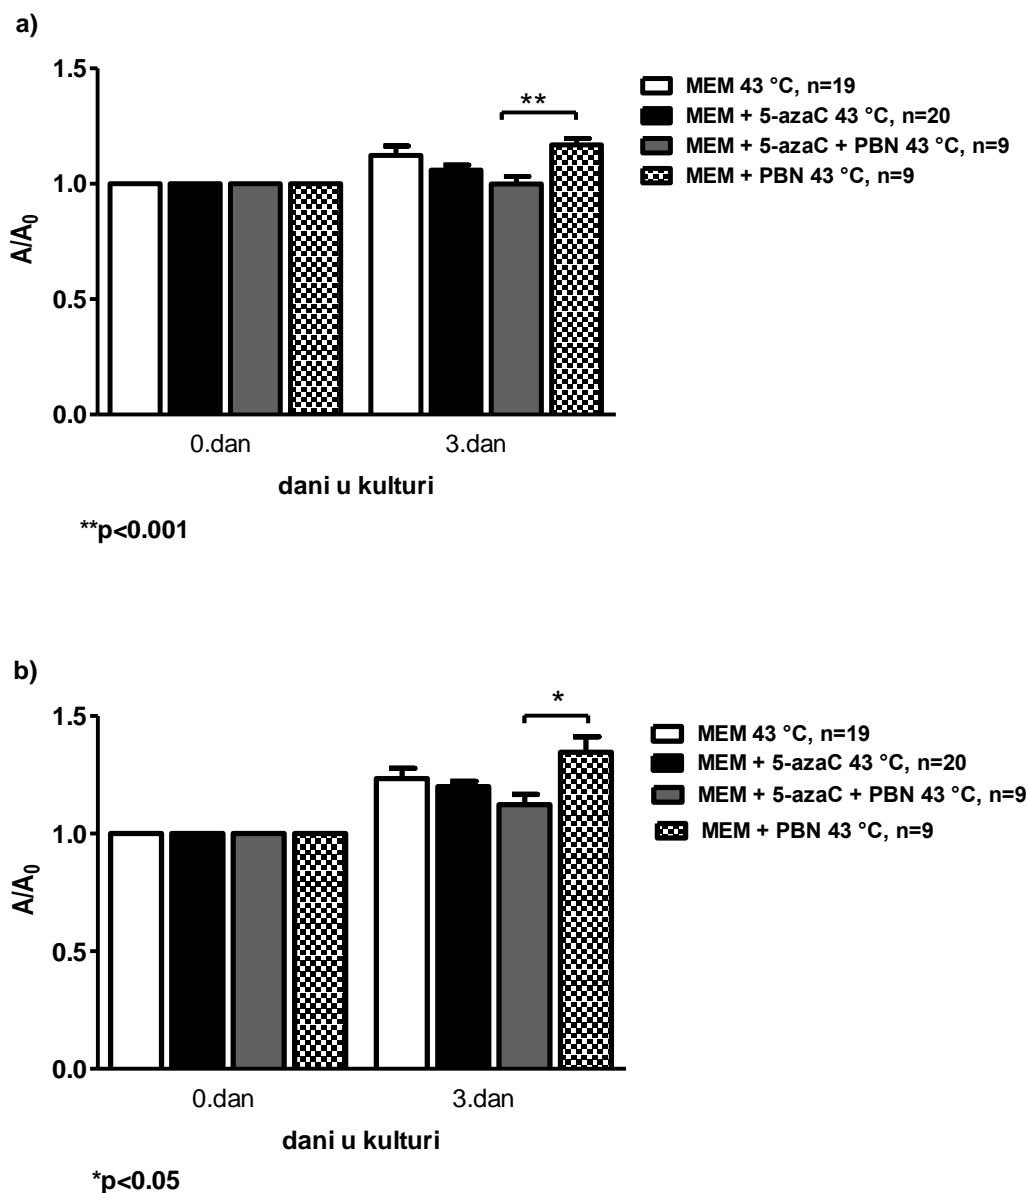 a)
1.5
1.0
0.5
0.0
A/A0
**
MEM 43 °C, n=19
MEM + 5-azaC 43 °C, n=20
MEM + 5-azaC + PBN 43 °C, n=9
MEM + PBN 43 °C, n=9
0.dan 3.dan
dani u kulturi
**p<0.001
b)
1.5
1.0
0.5
0.0
A/A0
*
MEM 43 °C, n=19
MEM + 5-azaC 43 °C, n=20
MEM + 5-azaC + PBN 43 °C, n=9
MEM + PBN 43 °C, n=9
0.dan 3.dan
dani u kulturi
*p<0.05